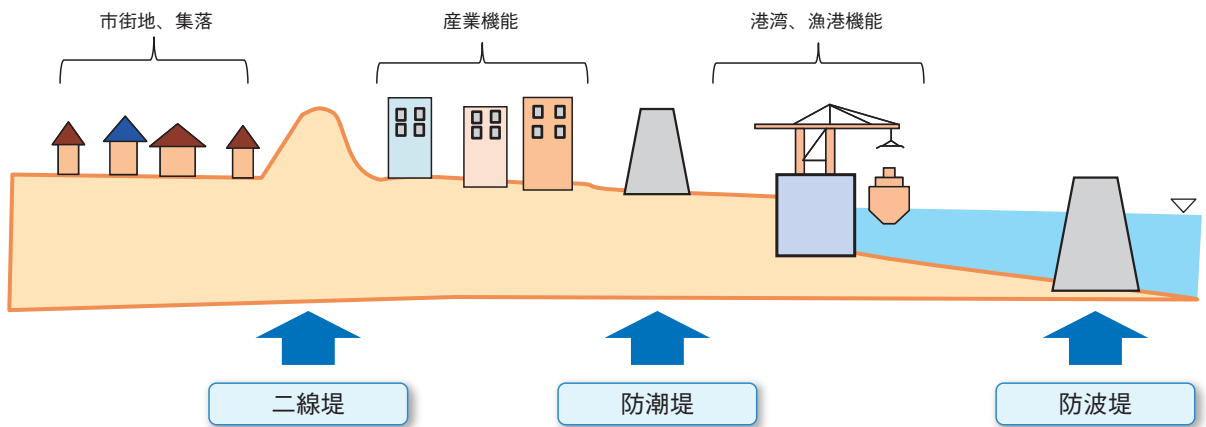 市街地、集落
産業機能
港湾、漁港機能
二線堤
防潮堤
防波堤